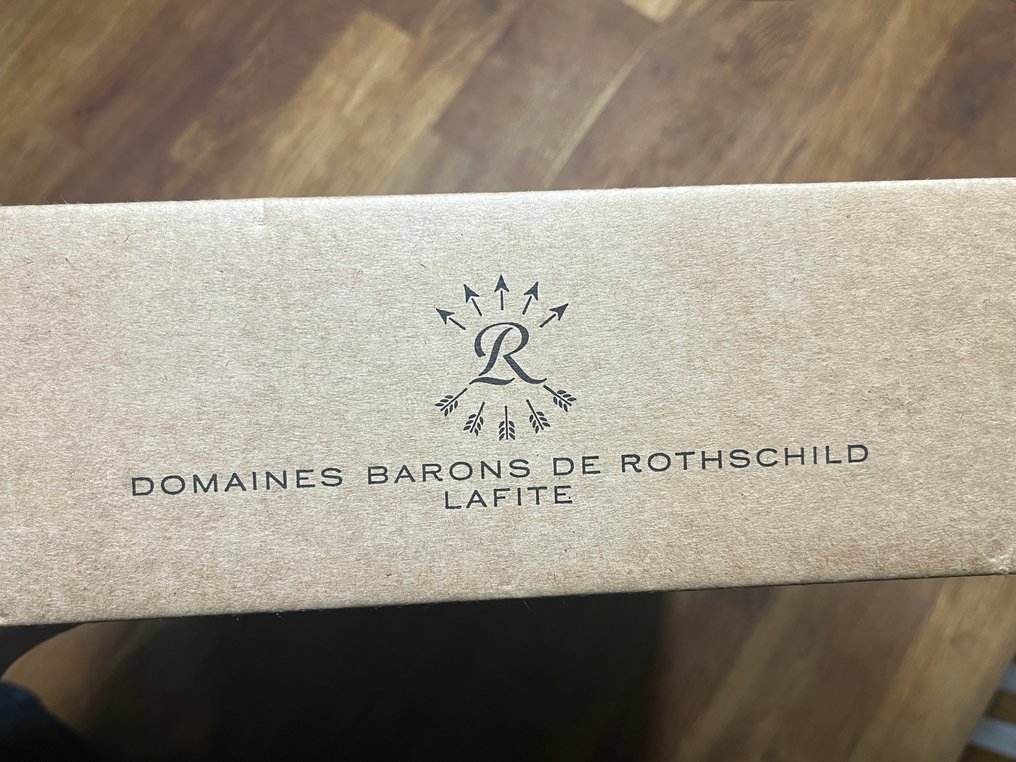 R
DOMAINES BARONS DE ROTHSCHILD
LAFITE